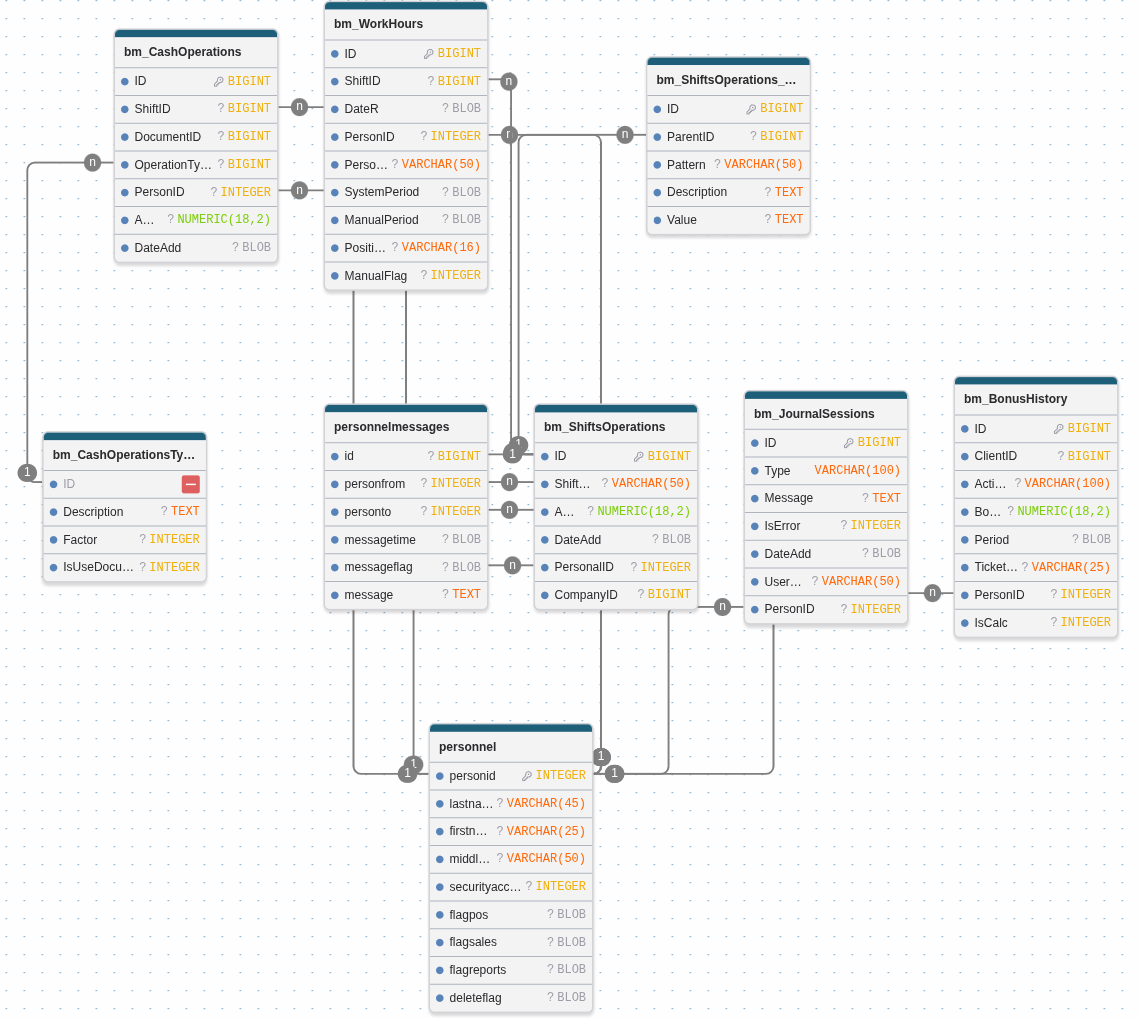 bm_WorkHours
ID BIGINT
ShiftID ? BIGINT
DateR ? BLOB
PersonID ? INTEGER
Perso... ? VARCHAR(50)
SystemPeriod ? BLOB
ManualPeriod ? BLOB
Positi... ? VARCHAR(16)
ManualFlag ? INTEGER
bm_CashOperations
ID BIGINT
ShiftID ? BIGINT
DocumentID ? BIGINT
OperationTy... ? BIGINT
PersonID ? INTEGER
A... ? NUMERIC(18,2)
DateAdd ? BLOB
bm_ShiftsOperations_...
ID BIGINT
ParentID ? BIGINT
Pattern ? VARCHAR(50)
Description ? TEXT
Value ? TEXT
n
n
n
n
r
n
bm_CashOperationsTy...
ID
Description ? TEXT
Factor ? INTEGER
IsUseDocu... ? INTEGER
1
personnelmessages
id ? BIGINT
personfrom ? INTEGER
personto ? INTEGER
messagetime ? BLOB
messageflag ? BLOB
message ? TEXT
1
1
n
n
n
bm_ShiftsOperations
ID BIGINT
Shift... ? VARCHAR(50)
A... ? NUMERIC(18,2)
DateAdd ? BLOB
PersonalID ? INTEGER
CompanyID ? BIGINT
n
bm_JournalSessions
ID BIGINT
Type VARCHAR(100)
Message ? TEXT
IsError ? INTEGER
DateAdd ? BLOB
User... ? VARCHAR(50)
PersonID ? INTEGER
n
bm_BonusHistory
ID BIGINT
ClientID ? BIGINT
Acti... ? VARCHAR(100)
Bo... ? NUMERIC(18,2)
Period ? BLOB
Ticket... ? VARCHAR(25)
PersonID ? INTEGER
IsCalc ? INTEGER
1
1
1
1
personnel
personid INTEGER
lastna... ? VARCHAR(45)
firstn... ? VARCHAR(25)
middl... ? VARCHAR(50)
securityacc... ? INTEGER
flagpos ? BLOB
flagsales ? BLOB
flagreports ? BLOB
deleteflag ? BLOB